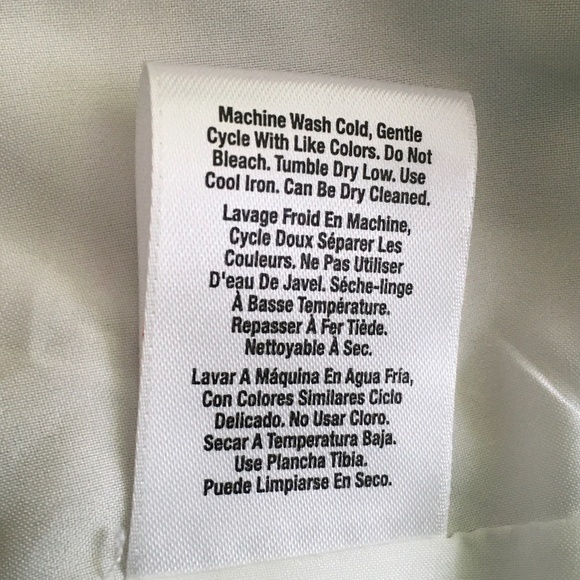 Machine Wash Cold, Gentle
Cycle With Like Colors. Do Not
Bleach. Tumble Dry Low. Use
Cool Iron. Can Be Dry Cleaned.
Lavage Froid En Machine,
Cycle Doux Séparer Les
Couleurs. Ne Pas Utiliser
D'eau De Javel. Séche-linge
À Basse Température.
Repasser À Fer Tiède.
Nettoyable À Sec.
Lavar A Máquina En Agua Fría,
Con Colores Similares Ciclo
Delicado. No Usar Cloro.
Secar A Temperatura Baja.
Use Plancha Tibia.
Puede Limpiarse En Seco.